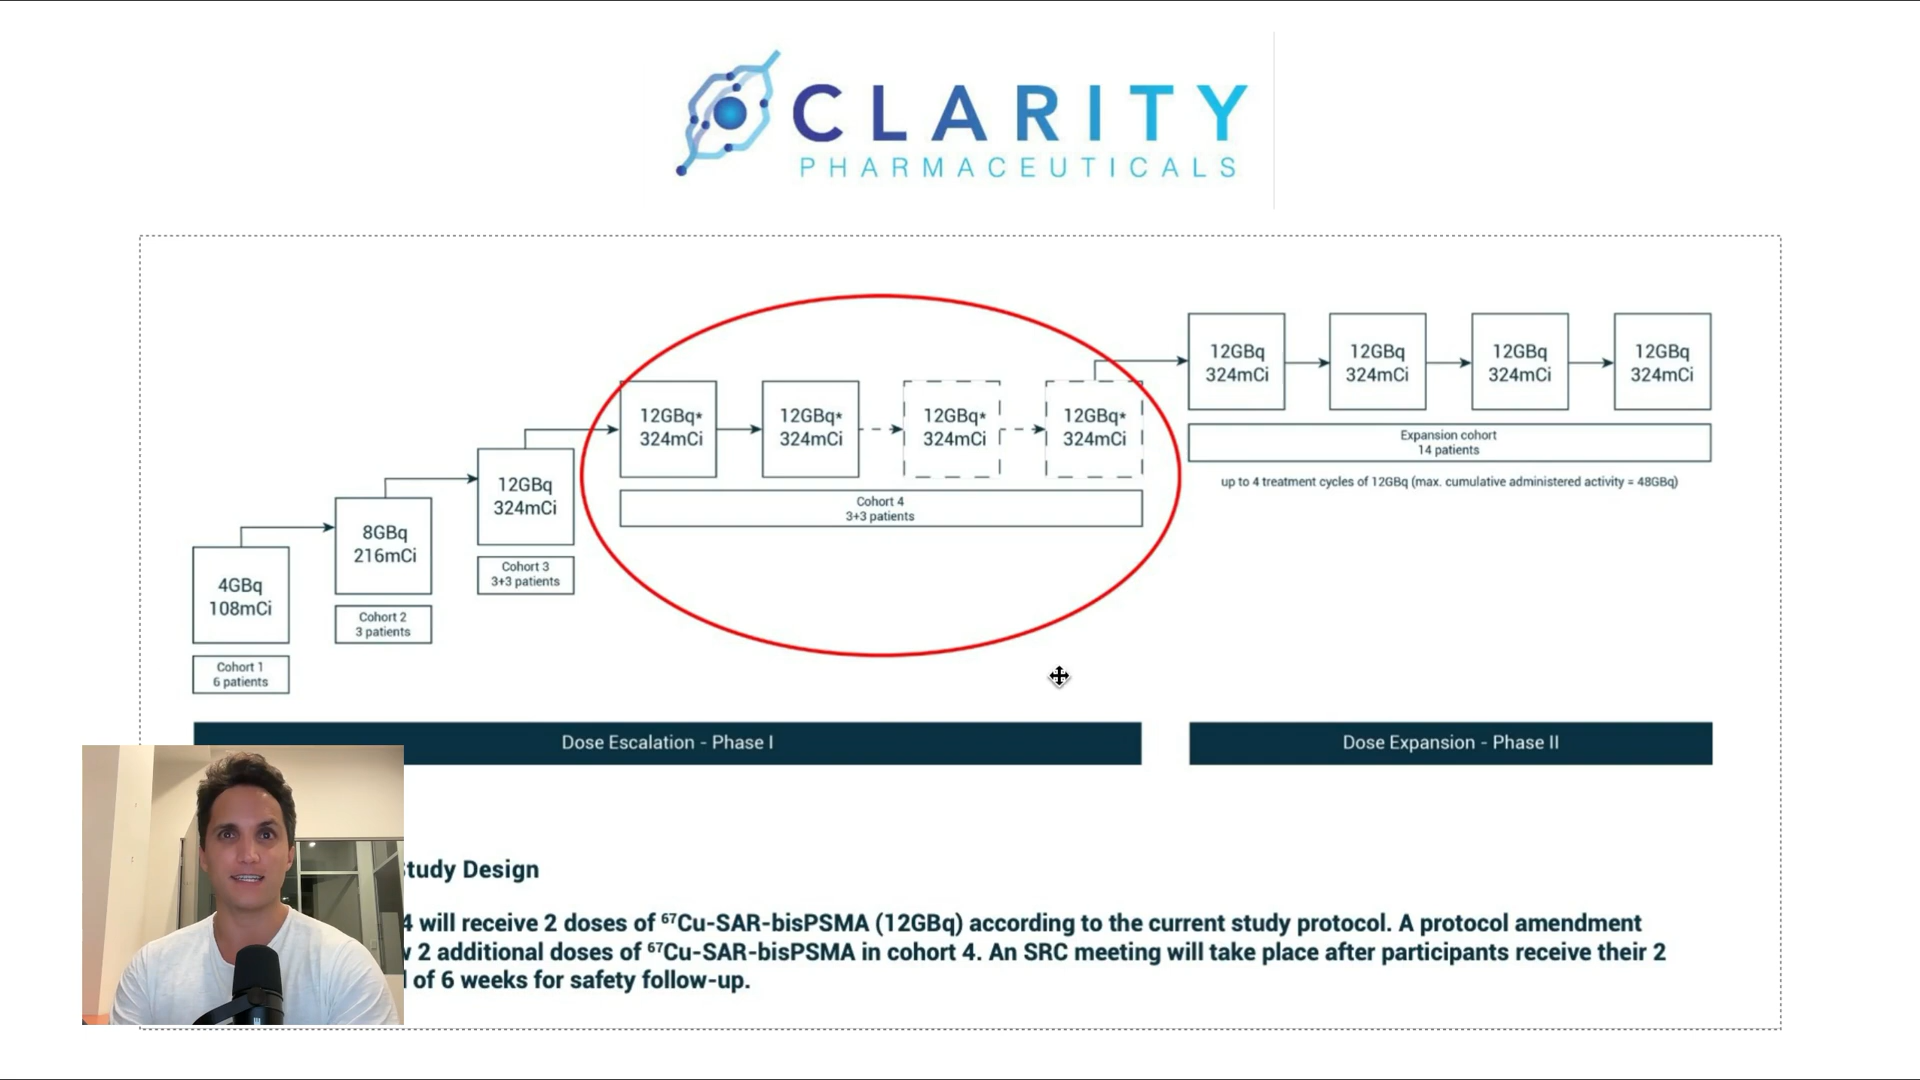 CLARITY
PHARMACEUTICALS
4GBq
108mCi
Cohort 1
6 patients
8GBq
216mCi
Cohort 2
3 patients
12GBq
324mCi
Cohort 3
3+3 patients
12GBq*
324mCi
12GBq*
324mCi
12GBq*
324mCi
12GBq*
324mCi
Cohort 4
3+3 patients
12GBq
324mCi
12GBq
324mCi
12GBq
324mCi
12GBq
324mCi
Expansion cohort
14 patients
up to 4 treatment cycles of 12GBq (max. cumulative administered activity = 48GBq)
Dose Escalation - Phase I
Dose Expansion - Phase II
Study Design
4 will receive 2 doses of ⁶⁷Cu-SAR-bisPSMA (12GBq) according to the current study protocol. A protocol amendment
2 additional doses of ⁶⁷Cu-SAR-bisPSMA in cohort 4. An SRC meeting will take place after participants receive their 2
of 6 weeks for safety follow-up.